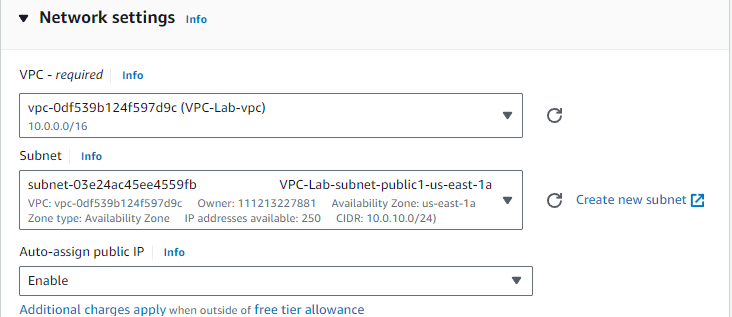 Network settings Info
VPC - required Info
vpc-0df539b124f597d9c (VPC-Lab-vpc)
10.0.0.0/16
Subnet Info
subnet-03e24ac45ee4559fb VPC-Lab-subnet-public1-us-east-1a
VPC: vpc-0df539b124f597d9c Owner: 111213227881 Availability Zone: us-east-1a
Zone type: Availability Zone IP addresses available: 250 CIDR: 10.0.10.0/24)
Create new subnet
Auto-assign public IP Info
Enable
Additional charges apply when outside of free tier allowance